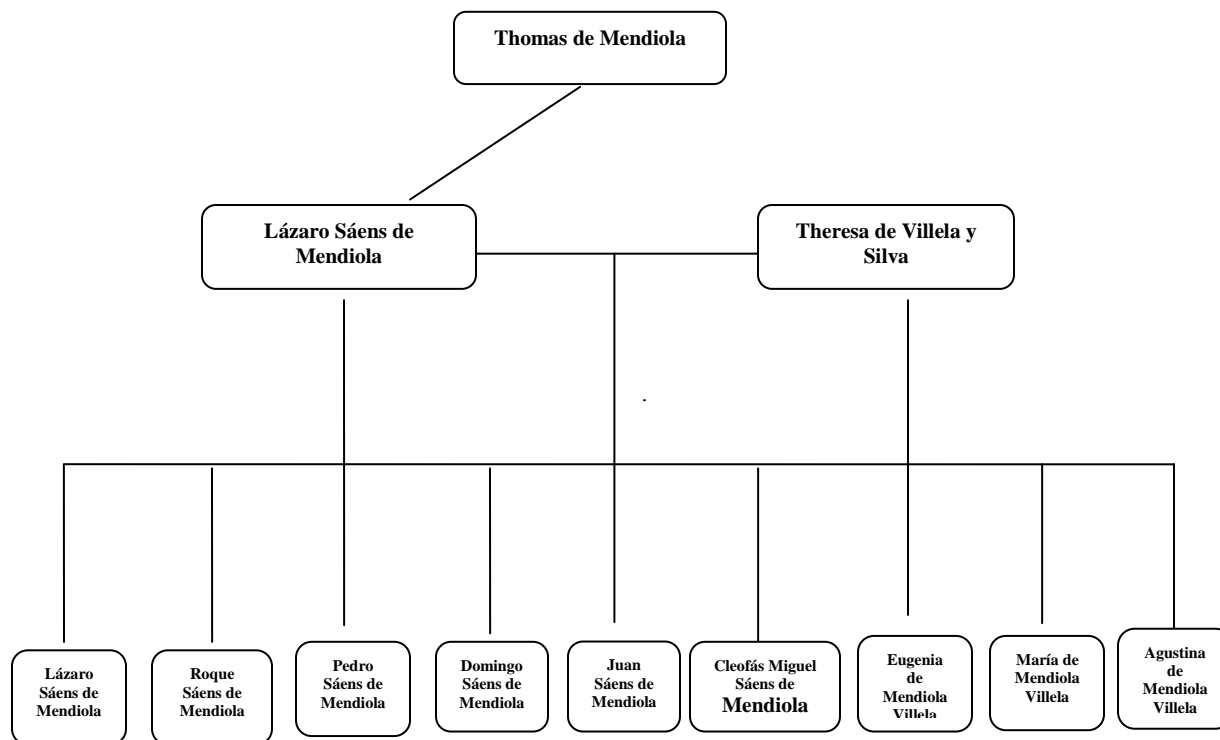 Thomas de Mendiola
Lázaro Sáens de
Mendiola
Theresa de Villela y
Silva
Lázaro
Sáens de
Mendiola
Roque
Sáens de
Mendiola
Pedro
Sáens de
Mendiola
Domingo
Sáens de
Mendiola
Juan
Sáens de
Mendiola
Cleofás Miguel
Sáens de
Mendiola
Eugenia
de
Mendiola
Villela
María de
Mendiola
Villela
Agustina
de
Mendiola
Villela